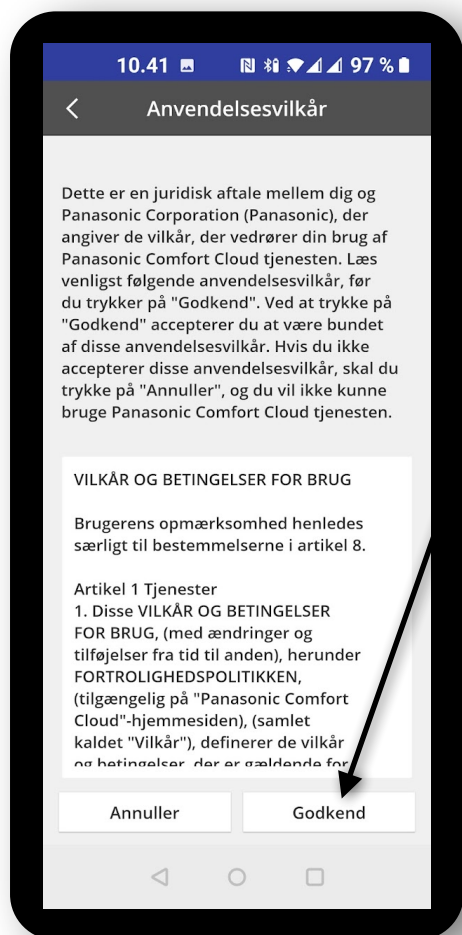 10.41 97 %
Anvendelsesvilkår
Dette er en juridisk aftale mellem dig og
Panasonic Corporation (Panasonic), der
angiver de vilkår, der vedrører din brug af
Panasonic Comfort Cloud tjenesten. Læs
venligst følgende anvendelsesvilkår, før
du trykker på "Godkend". Ved at trykke på
"Godkend" accepterer du at være bundet
af disse anvendelsesvilkår. Hvis du ikke
accepterer disse anvendelsesvilkår, skal du
trykke på "Annuller", og du vil ikke kunne
bruge Panasonic Comfort Cloud tjenesten.
VILKÅR OG BETINGELSER FOR BRUG
Brugerens opmærksomhed henledes
særligt til bestemmelserne i artikel 8.
Artikel 1 Tjenester
1. Disse VILKÅR OG BETINGELSER
FOR BRUG, (med ændringer og
tilføjelser fra tid til anden), herunder
FORTROLIGHEDSPOLITIKKEN,
(tilgængelig på "Panasonic Comfort
Cloud"-hjemmesiden), (samlet
kaldet "Vilkår"), definerer de vilkår
og betingelser, der er gældende for
Annuller
Godkend